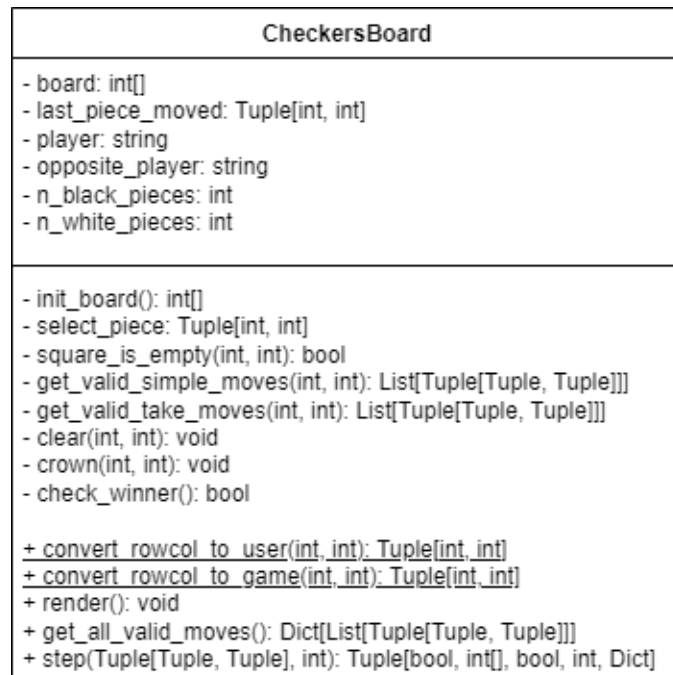 CheckersBoard
- board: int[]
- last_piece_moved: Tuple[int, int]
- player: string
- opposite_player: string
- n_black_pieces: int
- n_white_pieces: int
- init_board(): int[]
- select_piece: Tuple[int, int]
- square_is_empty(int, int): bool
- get_valid_simple_moves(int, int): List[Tuple[Tuple, Tuple]]]
- get_valid_take_moves(int, int): List[Tuple[Tuple, Tuple]]]
- clear(int, int): void
- crown(int, int): void
- check_winner(): bool
+ convert_rowcol_to_user(int, int): Tuple[int, int]
+ convert_rowcol_to_game(int, int): Tuple[int, int]
+ render(): void
+ get_all_valid_moves(): Dict[List[Tuple[Tuple, Tuple]]]
+ step(Tuple[Tuple, Tuple], int): Tuple[bool, int[], bool, int, Dict]